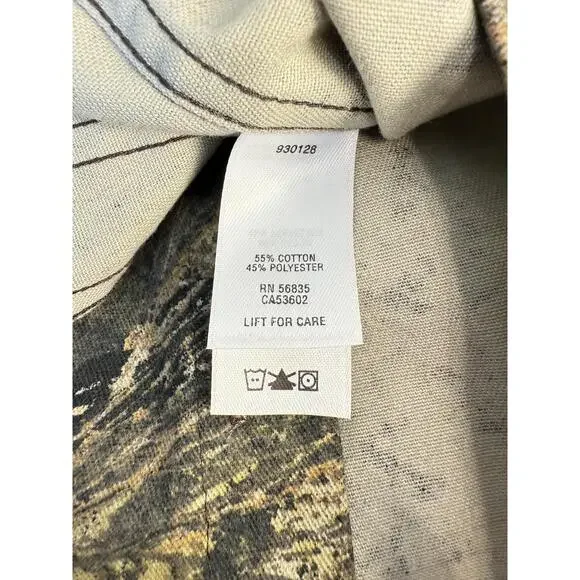 930128
55% COTTON
45% POLYESTER
RN 56835
CA53602
LIFT FOR CARE